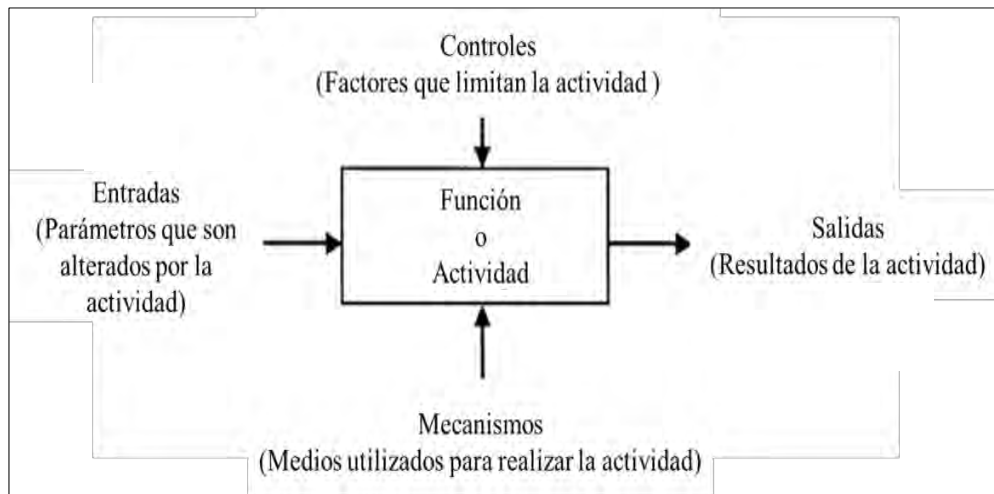 Controles
(Factores que limitan la actividad )
Entradas
(Parámetros que son
alterados por la
actividad)
Función
o
Actividad
Salidas
(Resultados de la actividad)
Mecanismos
(Medios utilizados para realizar la actividad)